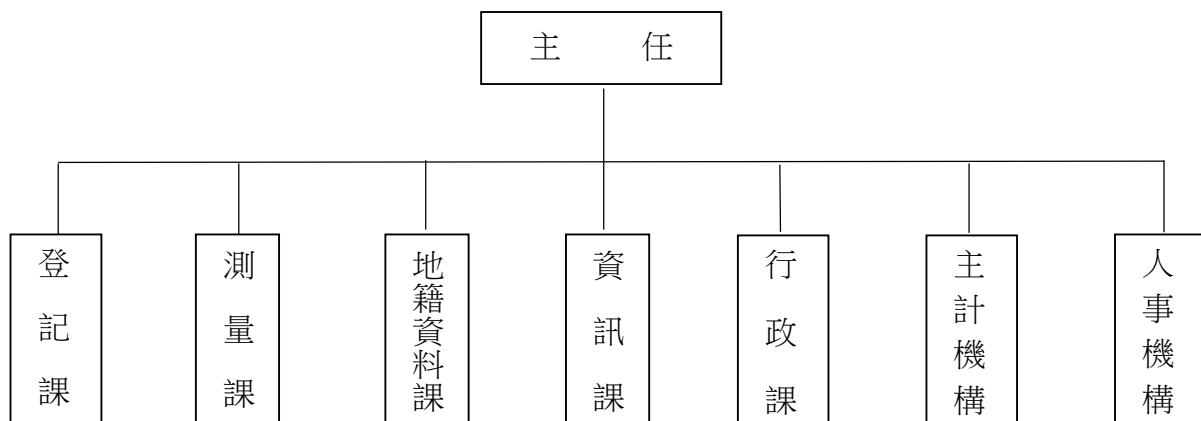 主 任
登記課
測量課
地籍資料課
資訊課
行政課
主計機構
人事機構